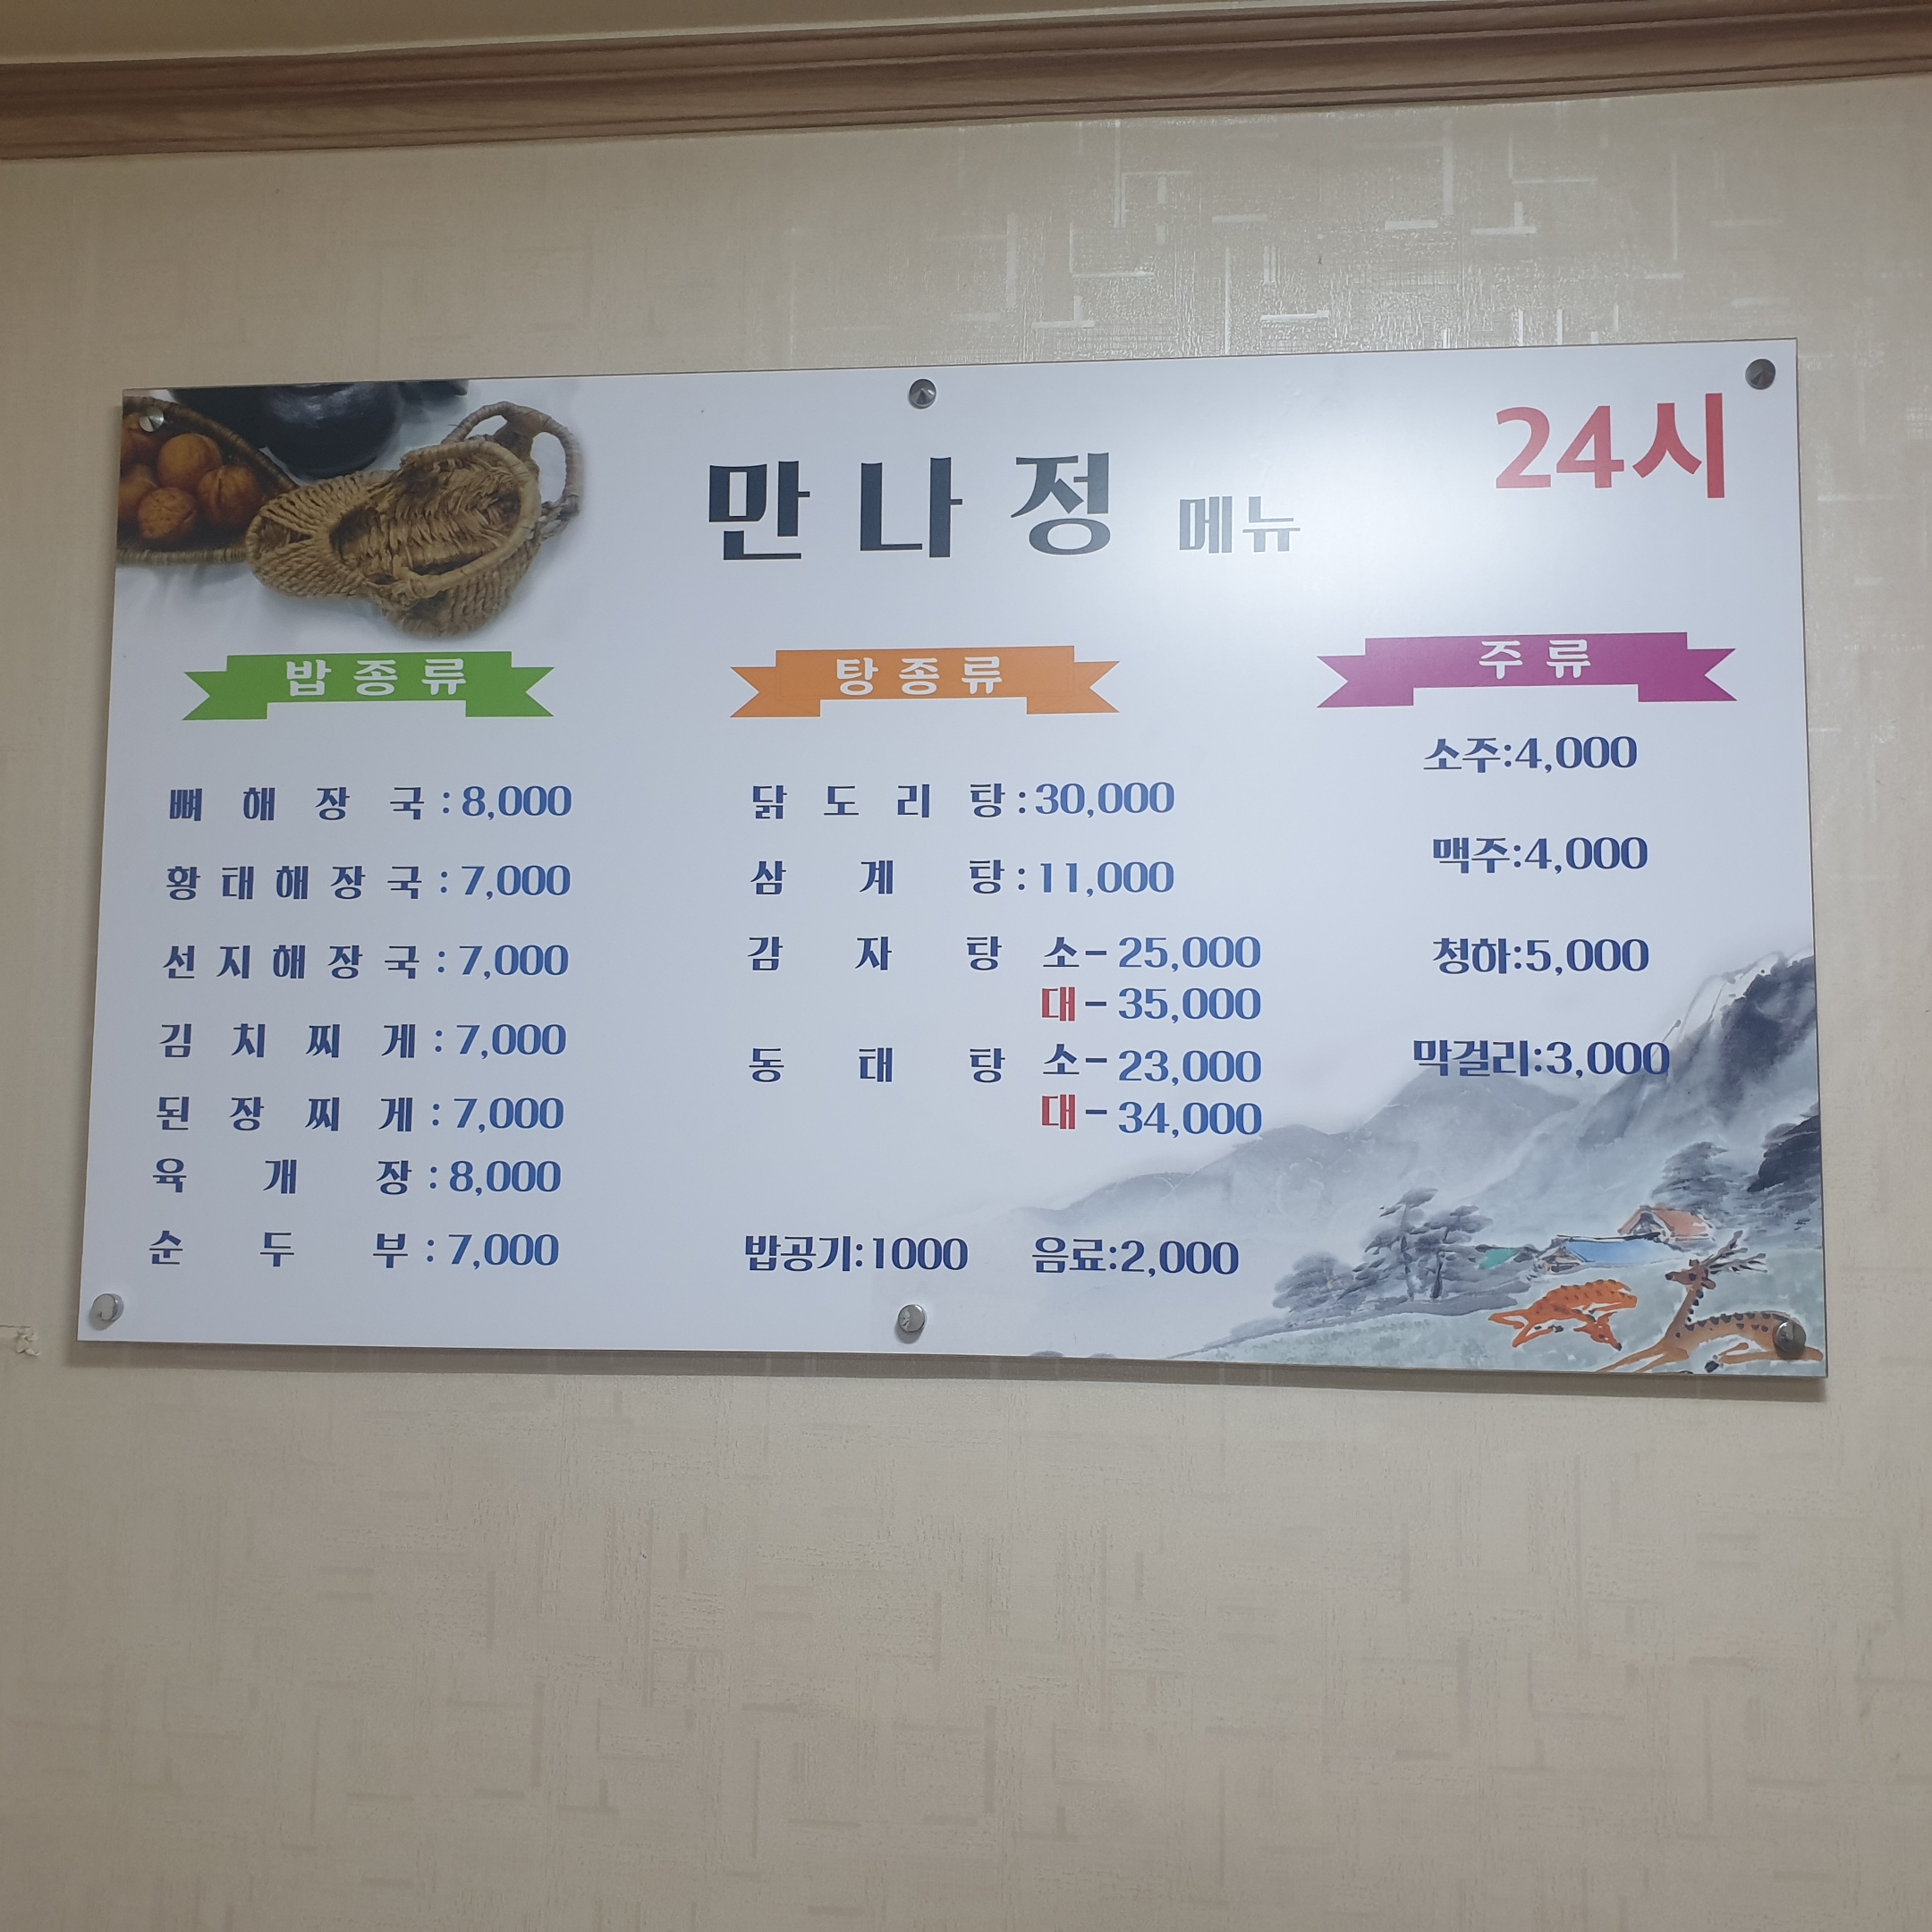 만나정 메뉴
24시
밥종류
뼈해장국:8,000
황태해장국:7,000
선지해장국:7,000
김치찌게:7,000
된장찌게:7,000
육개장:8,000
순두부:7,000
탕종류
닭도리탕:30,000
삼계탕:11,000
감자탕 소-25,000
대-35,000
동태탕 소-23,000
대-34,000
밥공기:1000 음료:2,000
주류
소주:4,000
맥주:4,000
청하:5,000
막걸리:3,000